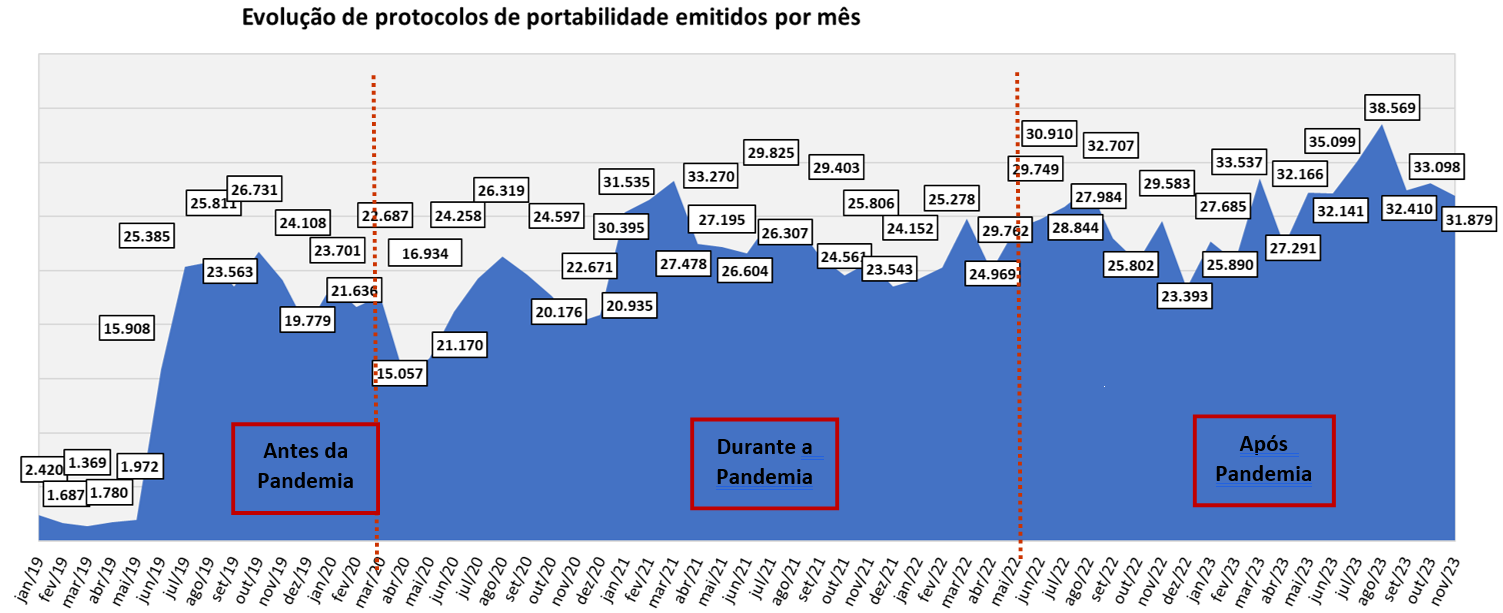 Evolução de protocolos de portabilidade emitidos por mês
2.420
1.687
1.369
1.780
1.972
15.908
25.385
25.811
23.563
26.731
24.108
19.779
23.701
21.636
22.687
15.057
16.934
21.170
24.258
26.319
24.597
22.671
20.176
20.935
30.395
31.535
33.270
27.478
27.195
26.604
29.825
26.307
29.403
24.561
25.806
23.543
24.152
25.278
29.762
24.969
29.749
30.910
28.844
32.707
27.984
25.802
29.583
23.393
27.685
25.890
33.537
27.291
32.166
32.141
35.099
38.569
32.410
33.098
31.879
Antes da
Pandemia
Durante a
Pandemia
Após
Pandemia
jan/19
fev/19
mar/19
abr/19
mai/19
jun/19
jul/19
ago/19
set/19
out/19
nov/19
dez/19
jan/20
fev/20
mar/20
abr/20
mai/20
jun/20
jul/20
ago/20
set/20
out/20
nov/20
dez/20
jan/21
fev/21
mar/21
abr/21
mai/21
jun/21
jul/21
ago/21
set/21
out/21
nov/21
dez/21
jan/22
fev/22
mar/22
abr/22
mai/22
jun/22
jul/22
ago/22
set/22
out/22
nov/22
dez/22
jan/23
fev/23
mar/23
abr/23
mai/23
jun/23
jul/23
ago/23
set/23
out/23
nov/23